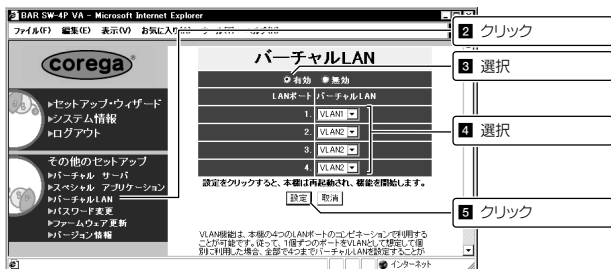 BAR SW-4P VA - Microsoft Internet Explorer
ファイル(F) 編集(E) 表示(V) お気に入り
corega
▶セットアップ・ウィザード
▶システム情報
▶ログアウト
その他のセットアップ
▶バーチャル サーバ
▶スペシャル アプリケーション
▶バーチャルLAN
▶パスワード変更
▶ファームウェア更新
▶バージョン情報
バーチャルLAN
有効 無効
LANポート バーチャルLAN
1. VLAN1
2. VLAN2
3. VLAN2
4. VLAN2
設定をクリックすると、本機は再起動され、機能を開始します。
設定 取消
VLAN機能は、本機の4つのLANポートのコンビネーションで利用する
ことが可能です。従って、1個ずつのポートをVLANとして想定して個
別に利用した場合、全部で4つまでバーチャルLANを設定することが
インターネット
2 クリック
3 選択
4 選択
5 クリック